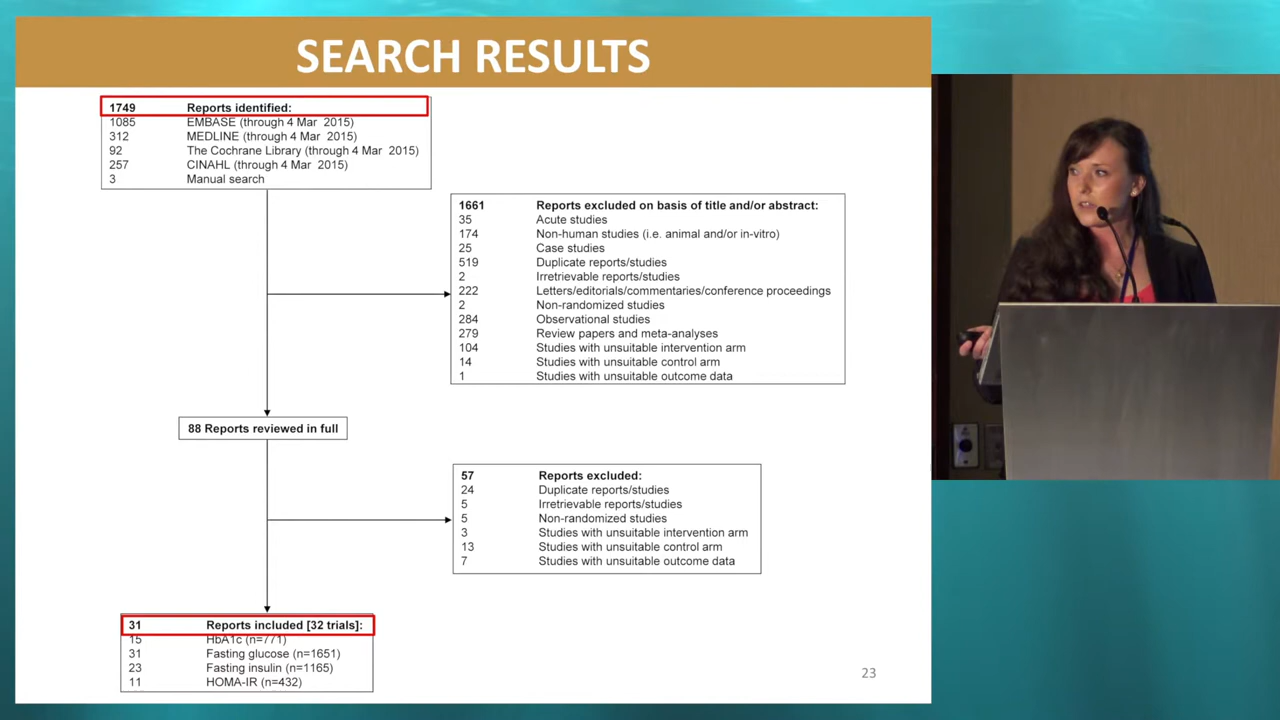 SEARCH RESULTS
1749 Reports identified:
1085 EMBASE (through 4 Mar 2015)
312 MEDLINE (through 4 Mar 2015)
92 The Cochrane Library (through 4 Mar 2015)
257 CINAHL (through 4 Mar 2015)
3 Manual search
1661 Reports excluded on basis of title and/or abstract:
35 Acute studies
174 Non-human studies (i.e. animal and/or in-vitro)
25 Case studies
519 Duplicate reports/studies
2 Irretrievable reports/studies
222 Letters/editorials/commentaries/conference proceedings
2 Non-randomized studies
284 Observational studies
279 Review papers and meta-analyses
104 Studies with unsuitable intervention arm
14 Studies with unsuitable control arm
1 Studies with unsuitable outcome data
88 Reports reviewed in full
57 Reports excluded:
24 Duplicate reports/studies
5 Irretrievable reports/studies
5 Non-randomized studies
3 Studies with unsuitable intervention arm
13 Studies with unsuitable control arm
7 Studies with unsuitable outcome data
31 Reports included [32 trials]:
15 HbA1c (n=771)
31 Fasting glucose (n=1651)
23 Fasting insulin (n=1165)
11 HOMA-IR (n=432)
23